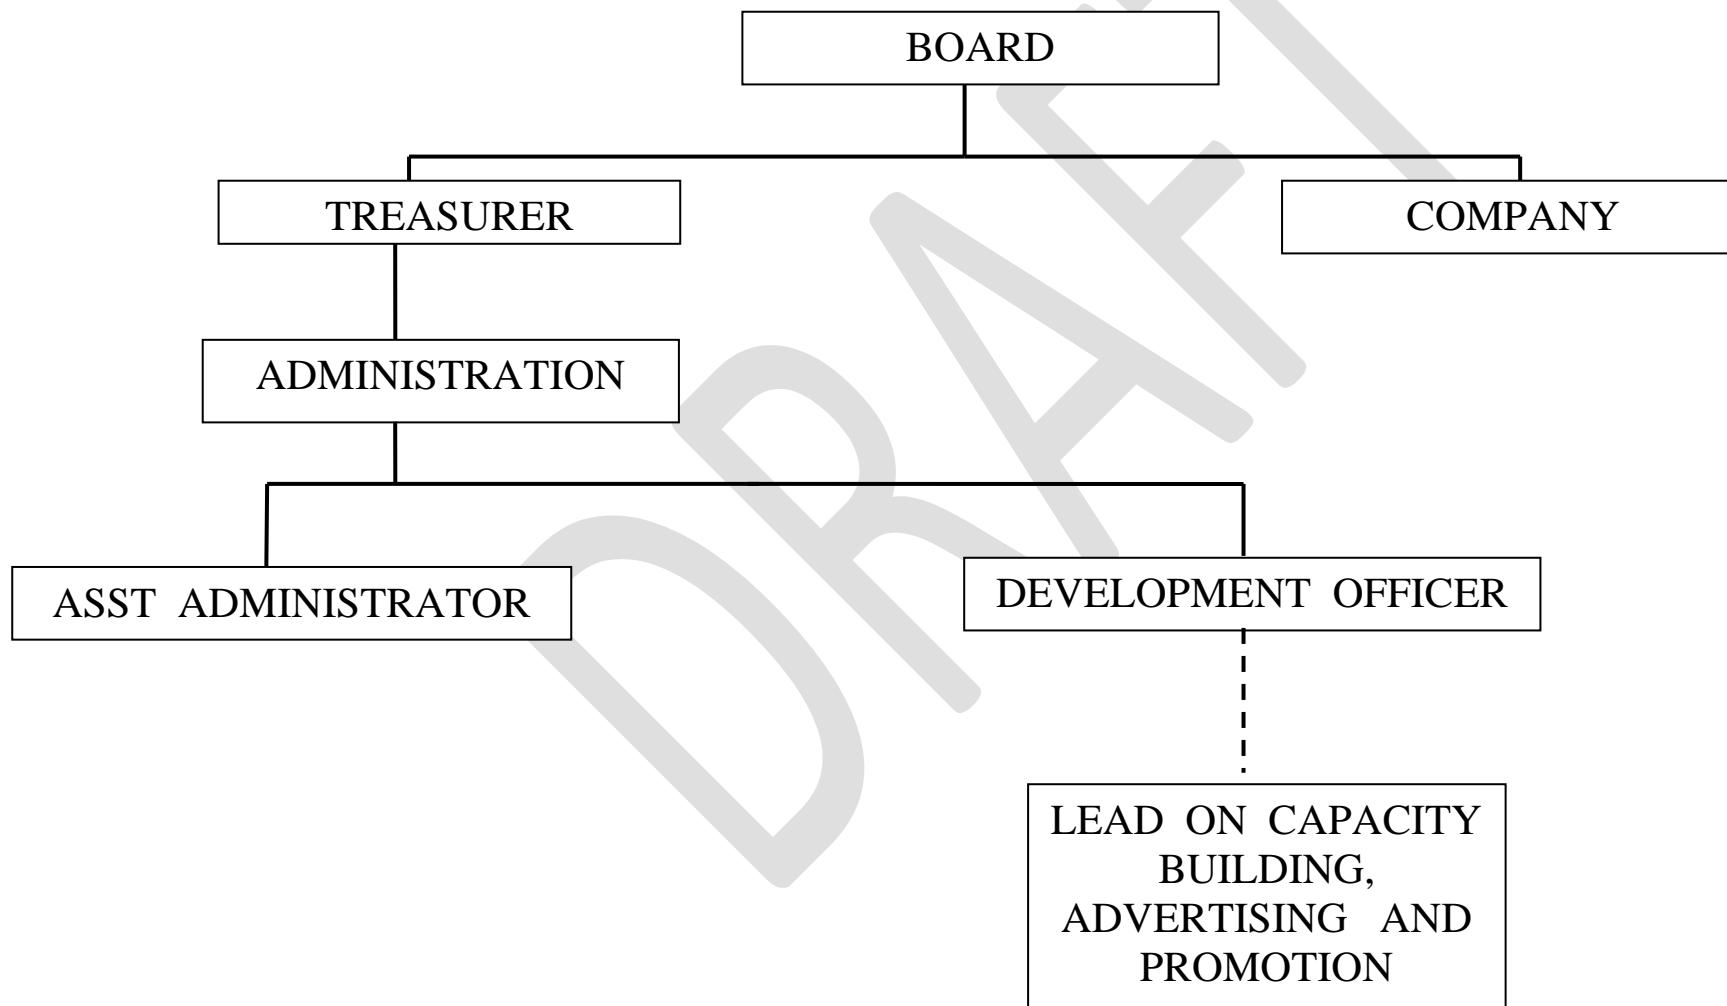 BOARD
TREASURER
COMPANY
ADMINISTRATION
ASST ADMINISTRATOR
DEVELOPMENT OFFICER
LEAD ON CAPACITY
BUILDING,
ADVERTISING AND
PROMOTION
DRAFT